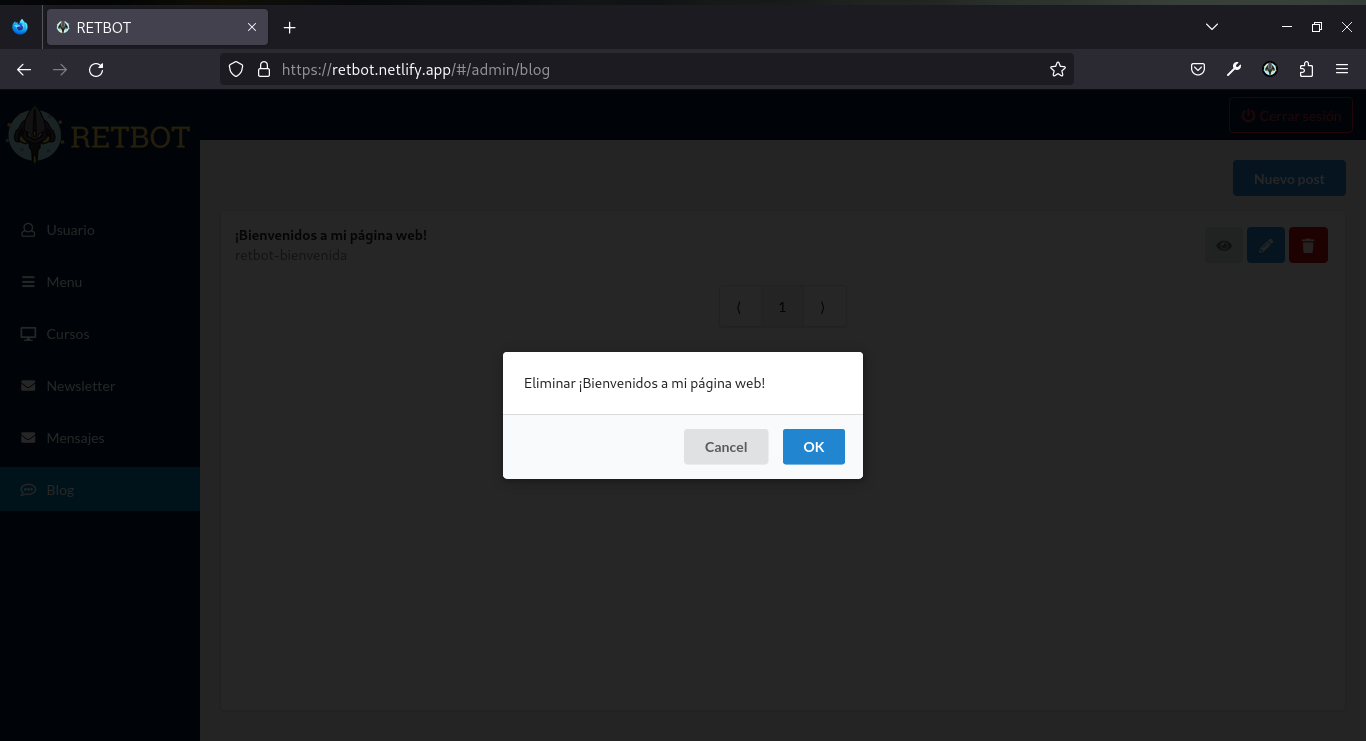 RETBOT
https://retbot.netlify.app/#/admin/blog
RETBOT
Cerrar sesión
Nuevo post
Usuario
Menu
Cursos
Newsletter
Mensajes
Blog
¡Bienvenidos a mi página web!
retbot-bienvenida
⟨ 1 ⟩
Eliminar ¡Bienvenidos a mi página web!
Cancel OK